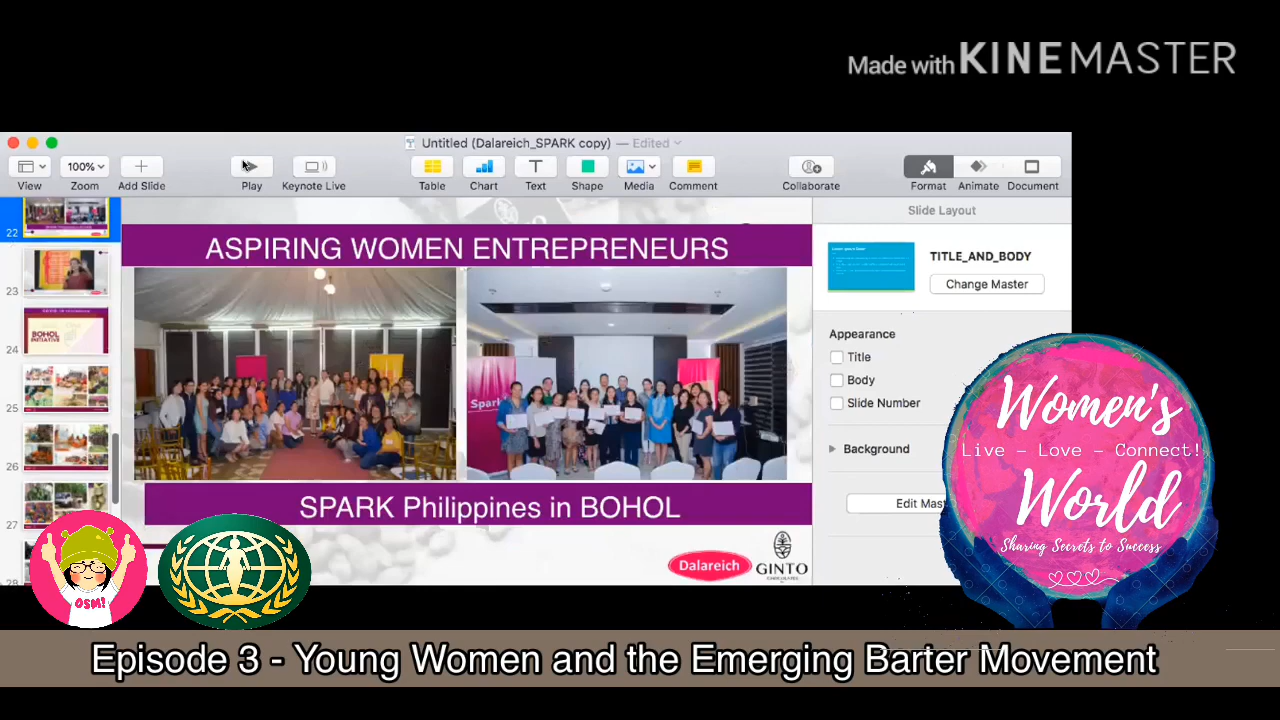 Made with KINEMASTER
Untitled (Dalareich_SPARK copy) — Edited
100%
View
Zoom
Add Slide
Play
Keynote Live
Table
Chart
Text
Shape
Media
Comment
Collaborate
Format
Animate
Document
22
23
24
25
26
27
28
BOHOL
INITIATIVE
ASPIRING WOMEN ENTREPRENEURS
Spark
SPARK Philippines in BOHOL
Dalareich
GINTO
Slide Layout
TITLE_AND_BODY
Change Master
Appearance
Title
Body
Slide Number
Background
Edit Mast
Women's
Live – Love – Connect!
World
Sharing Secrets to Success
OSM!
Episode 3 - Young Women and the Emerging Barter Movement